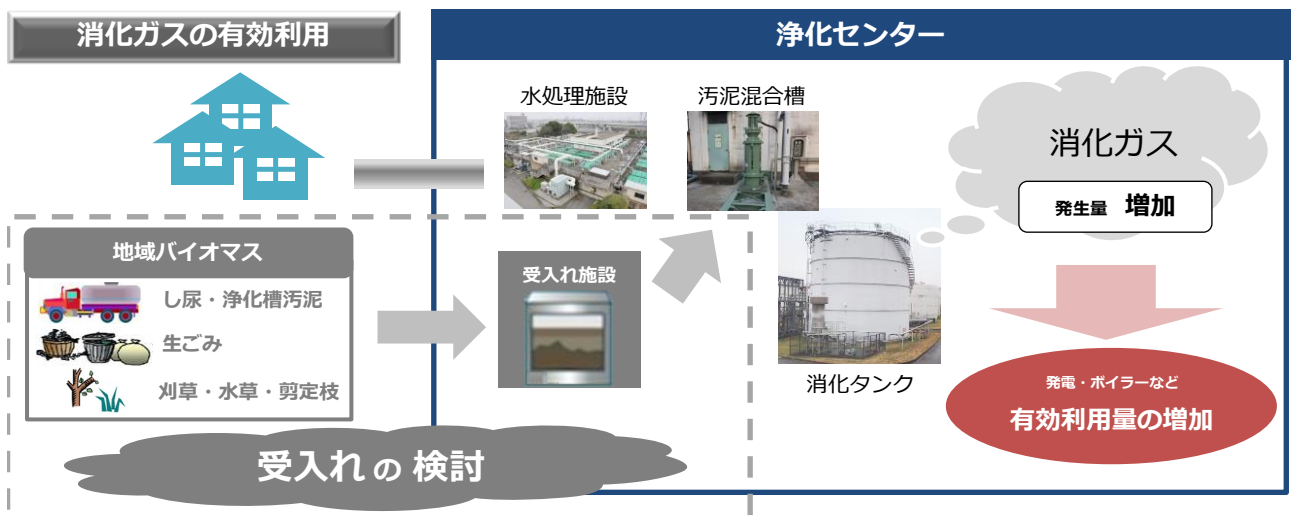 消化ガスの有効利用
浄化センター
水処理施設
汚泥混合槽
消化ガス
発生量 増加
地域バイオマス
し尿・浄化槽汚泥
生ごみ
刈草・水草・剪定枝
受入れ施設
消化タンク
発電・ボイラーなど
有効利用量の増加
受入れ の 検討